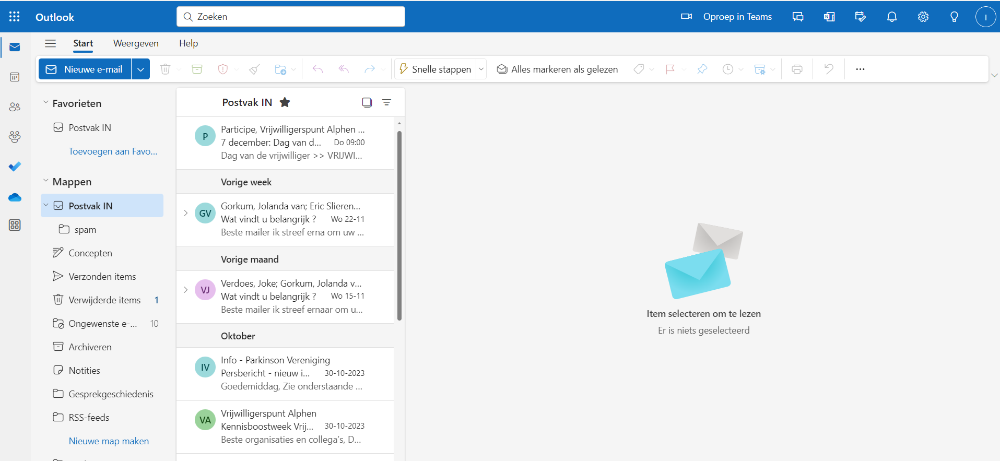 Outlook
Zoeken
Oproep in Teams
I
Start
Weergeven
Help
Nieuwe e-mail
Snelle stappen
Alles markeren als gelezen
Favorieten
Postvak IN
Toevoegen aan Favo...
Mappen
Postvak IN
spam
Concepten
Verzonden items
Verwijderde items 1
Ongewenste e-... 10
Archiveren
Notities
Gesprekgeschiedenis
RSS-feeds
Nieuwe map maken
Postvak IN
P
Participe, Vrijwilligerspunt Alphen ...
7 december: Dag van d... Do 09:00
Dag van de vrijwilliger >> VRIJWI...
Vorige week
GV
Gorkum, Jolanda van; Eric Slieren...
Wat vindt u belangrijk ? Wo 22-11
Beste mailer ik streef erna om uw ...
Vorige maand
VJ
Verdoes, Joke; Gorkum, Jolanda v...
Wat vindt u belangrijk ? Wo 15-11
Beste mailer ik streef ernaar om u...
Oktober
IV
Info - Parkinson Vereniging
Persbericht - nieuw i... 30-10-2023
Goedemiddag, Zie onderstaande ...
VA
Vrijwilligerspunt Alphen
Kennisboostweek Vrij... 30-10-2023
Beste organisaties en collega's, D...
Item selecteren om te lezen
Er is niets geselecteerd